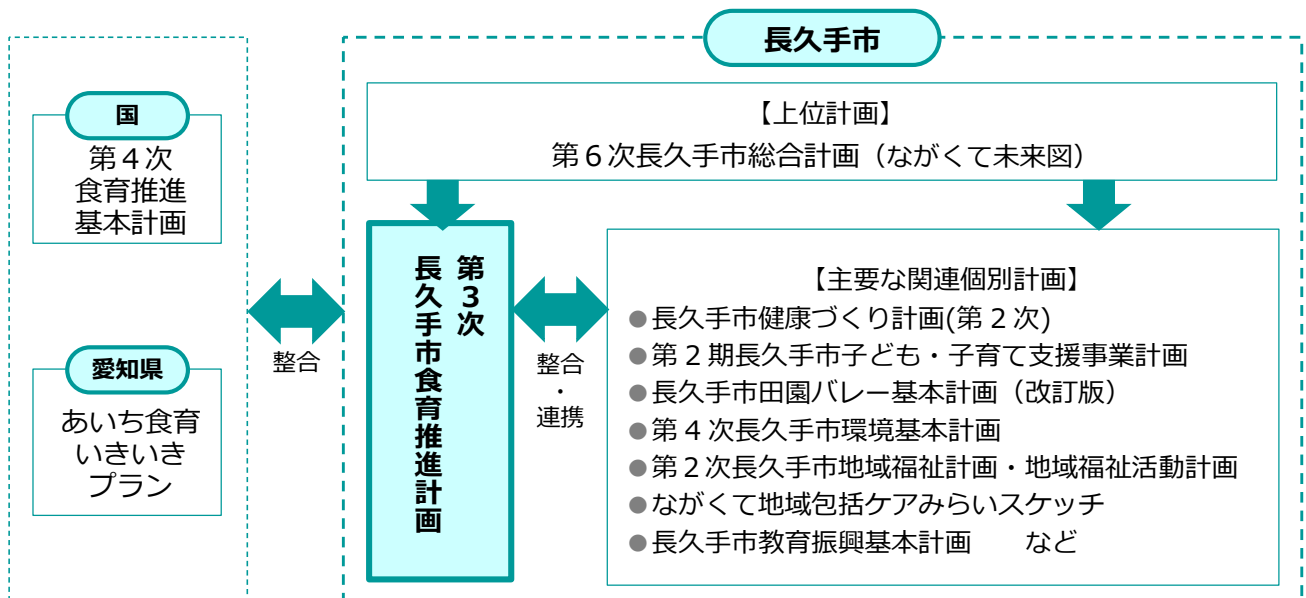 長久手市
国
第４次
食育推進
基本計画
愛知県
あいち食育
いきいき
プラン
整合
【上位計画】
第６次長久手市総合計画（ながくて未来図）
第３次
長久手市食育推進計画
整合
・
連携
【主要な関連個別計画】
●長久手市健康づくり計画(第２次)
●第２期長久手市子ども・子育て支援事業計画
●長久手市田園バレー基本計画（改訂版）
●第４次長久手市環境基本計画
●第２次長久手市地域福祉計画・地域福祉活動計画
●ながくて地域包括ケアみらいスケッチ
●長久手市教育振興基本計画　　など